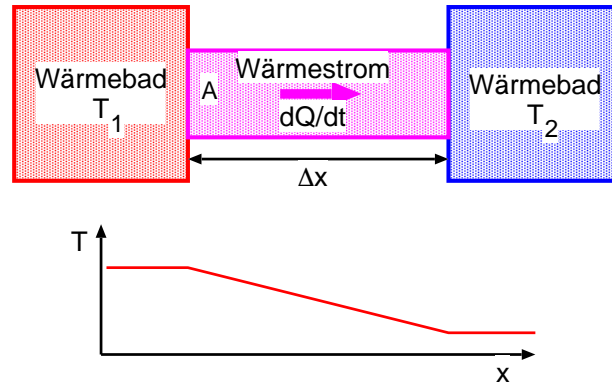 Wärmebad
T₁
A
Wärmestrom
dQ/dt
Wärmebad
T₂
Δx
T
x